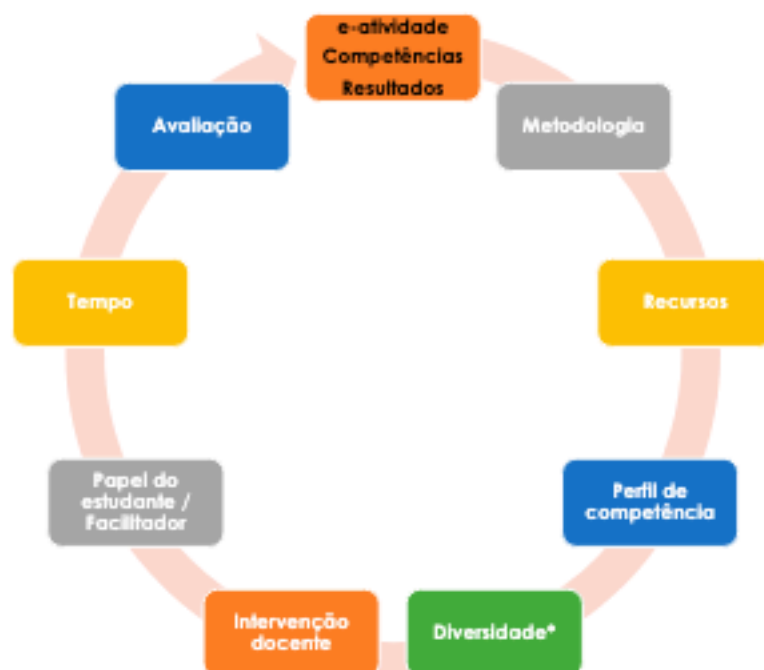 e-atividade
Competências
Resultados
Metodologia
Recursos
Perfil de
competência
Diversidade*
Intervenção
docente
Papel do
estudante /
Facilitador
Tempo
Avaliação